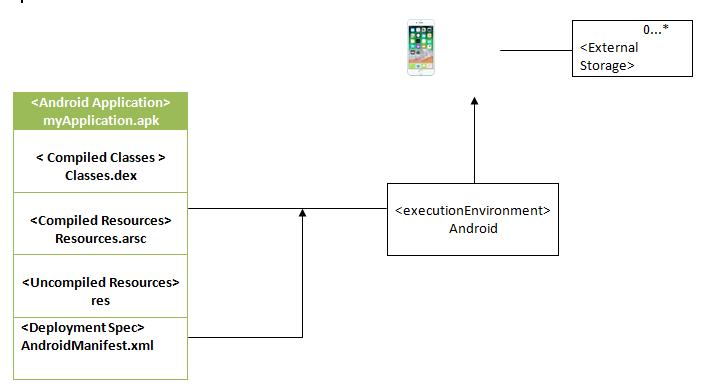 0...*
<External
Storage>
<Android Application>
myApplication.apk
< Compiled Classes >
Classes.dex
<Compiled Resources>
Resources.arsc
<Uncompiled Resources>
res
<Deployment Spec>
AndroidManifest.xml
<executionEnvironment>
Android